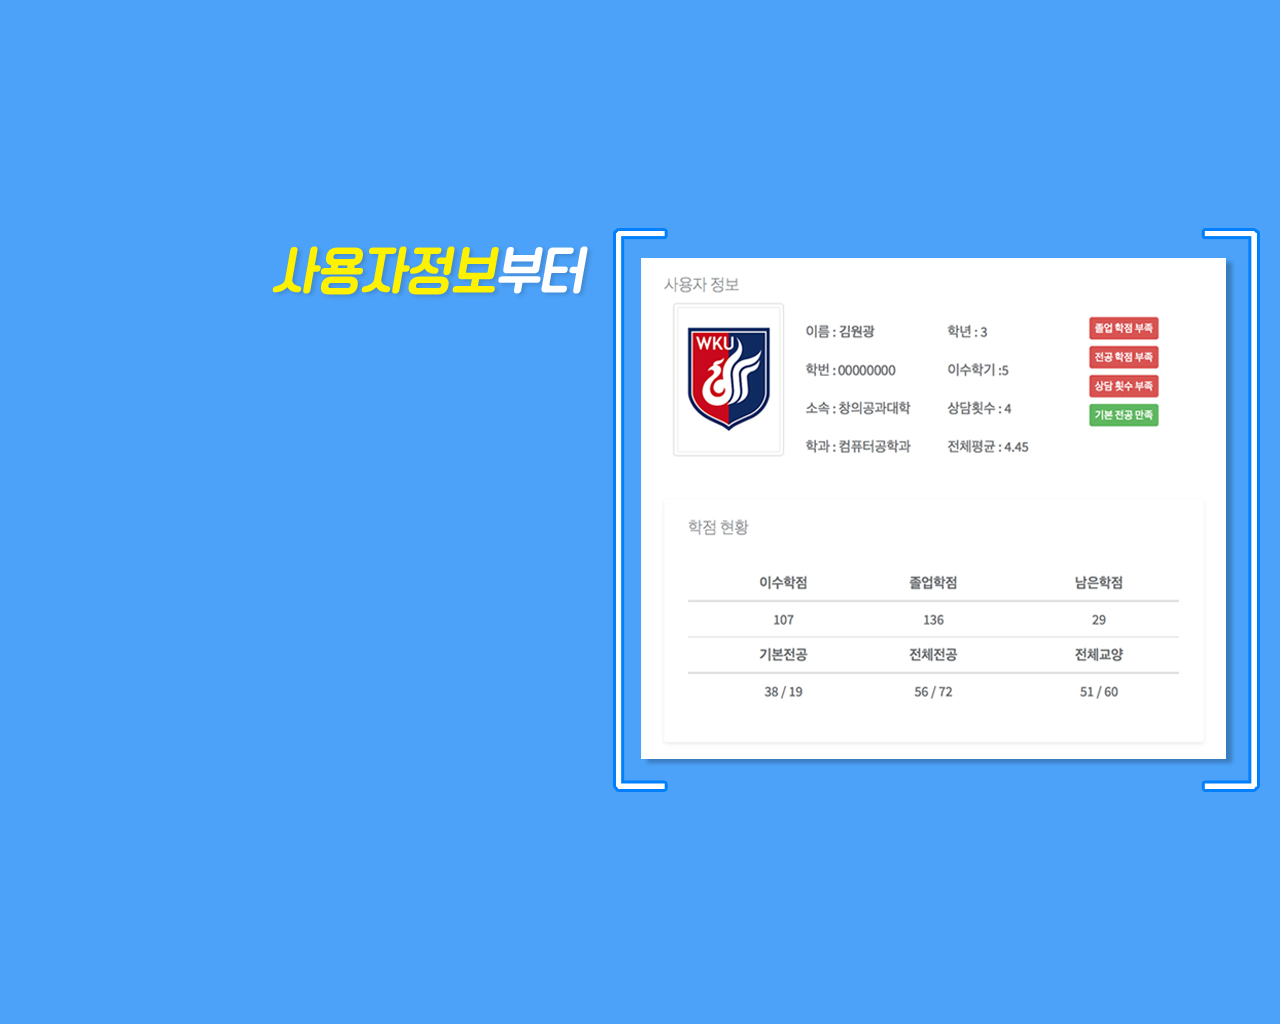 사용자정보부터
사용자 정보
WKU
이름 : 김원광
학년 : 3
졸업 학점 부족
학번 : 00000000
이수학기 :5
전공 학점 부족
소속 : 창의공과대학
상담횟수 : 4
상담 횟수 부족
학과 : 컴퓨터공학과
전체평균 : 4.45
기본 전공 만족
학점 현황
이수학점 졸업학점 남은학점
107 136 29
기본전공 전체전공 전체교양
38 / 19 56 / 72 51 / 60